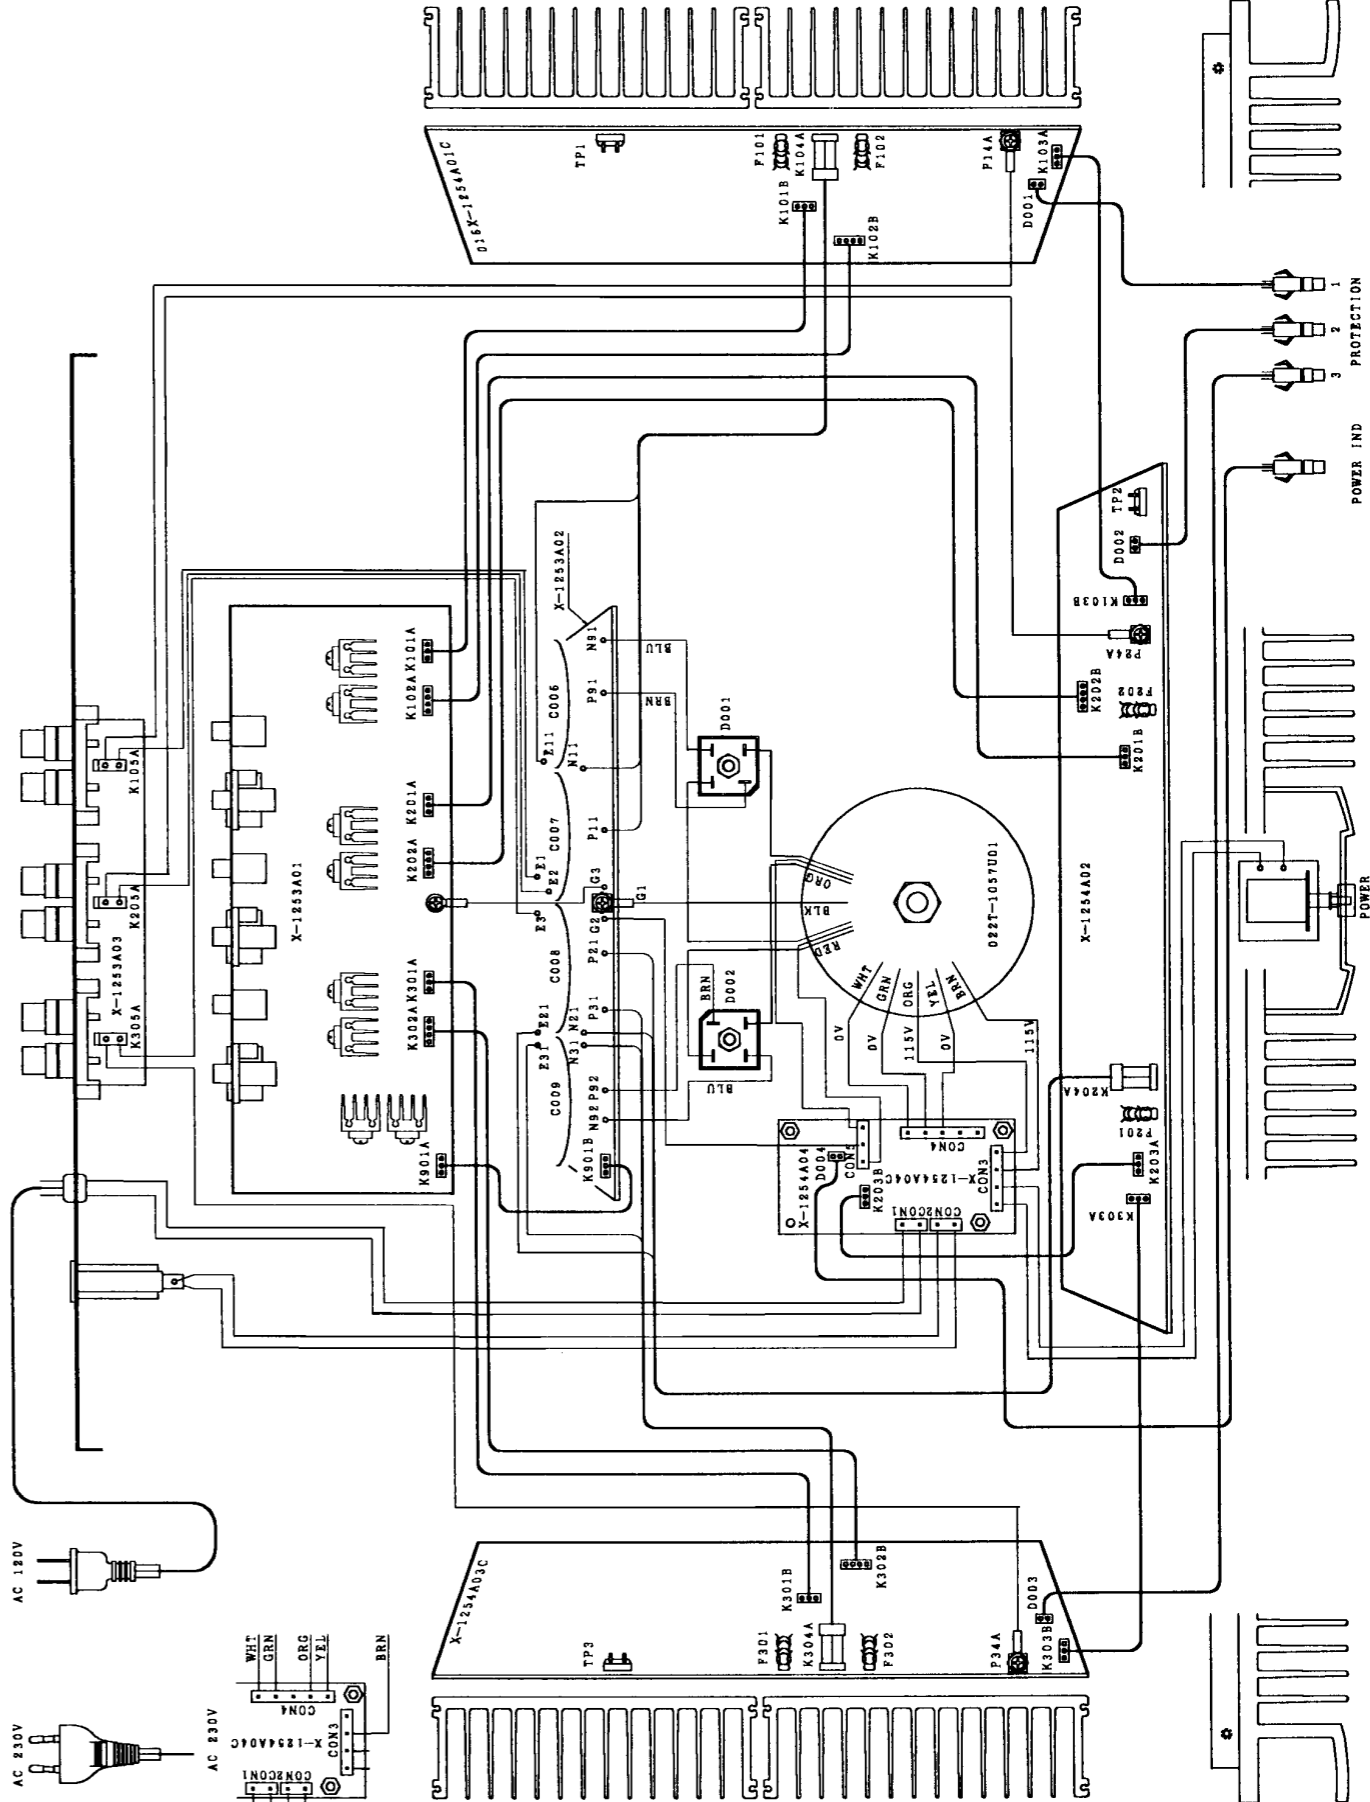 016X-1254A01C
TP1
F101
K104A
F102
K101B
K102B
P14A
K103A
D001
1
2
3
PROTECTION
POWER IND
K105A
K205A
X-1253A03
K305A
X-1253A01
K101A
K102A
K201A
K202A
K301A
K302A
K901A
X-1253A02
N91
BLU
P91
BRN
C006
E11
N11
C007
P11
E1
E2
E3
G3
G1
G2
C008
P21
P31
E21
N21
E31
N31
C009
P92
N92
K901B
D001
BRN
D002
BLU
ORG
BLK
RED
022T-1057U01
WHT
GRN
ORG
YEL
BRN
0V
0V
115V
0V
115V
X-1254A04
D004
CON5
K203B
CON4
X-1254A04C
CON3
CON2
CON1
TP2
D002
K103B
P24A
K202B
F202
K201B
X-1254A02
K204A
F201
K203A
K303A
POWER
AC 120V
X-1254A03C
TP3
K301B
K302B
F301
K304A
F302
P34A
D003
K303B
AC 230V
AC 230V
WHT
GRN
ORG
YEL
BRN
CON4
X-1254A04C
CON3
CON2
CON1